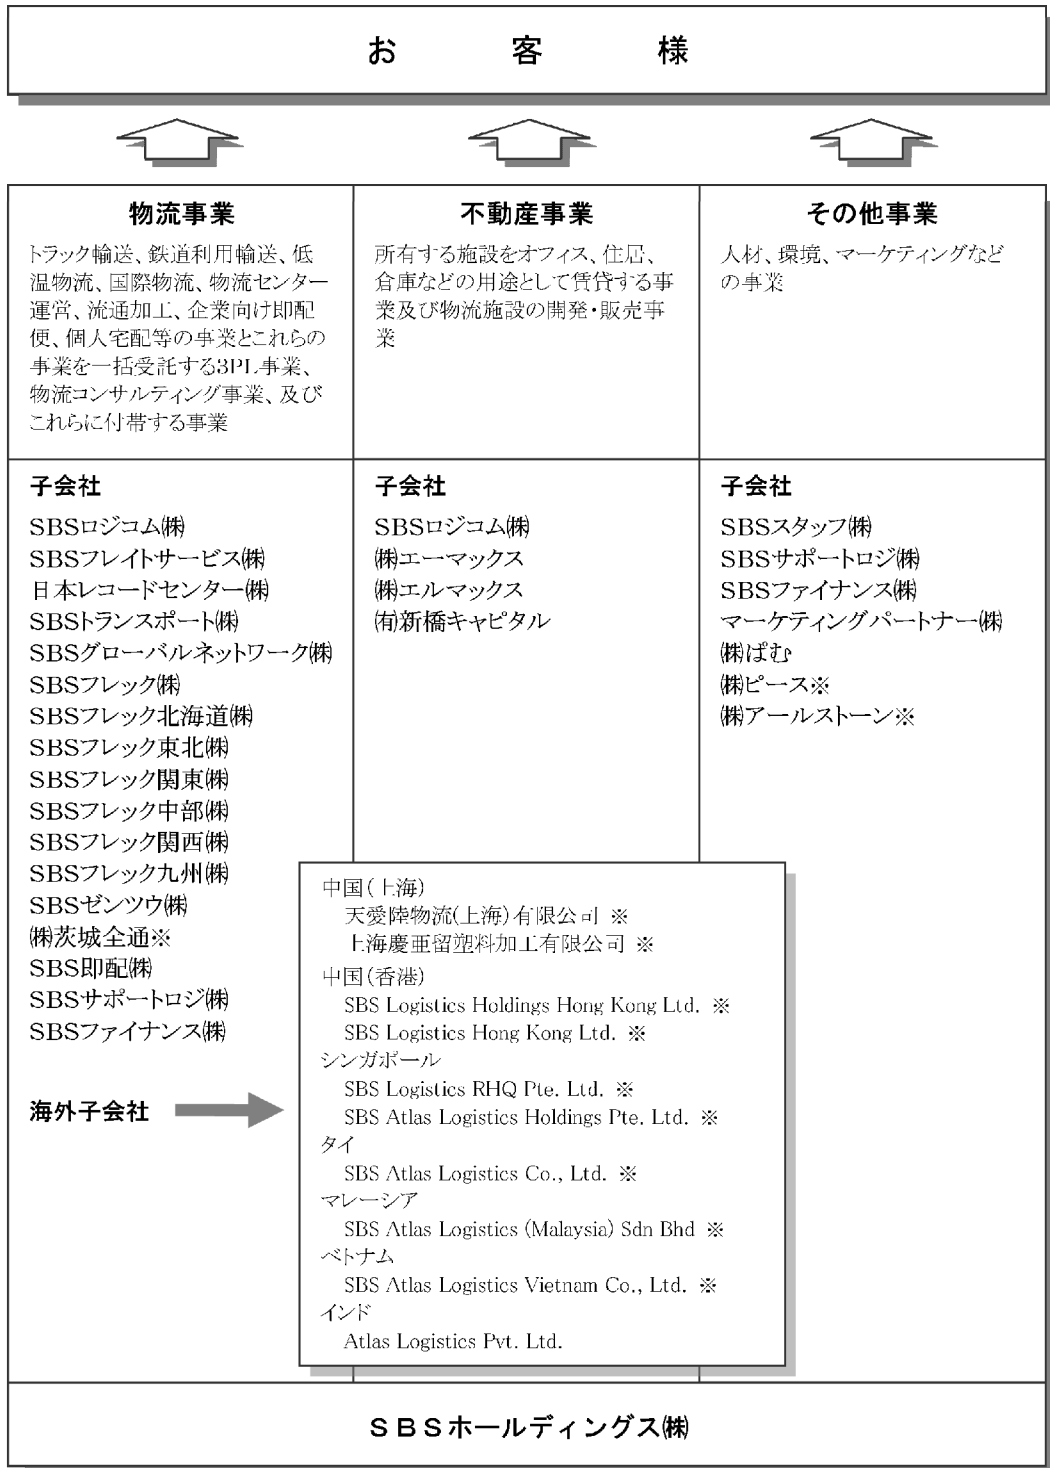 お客様
物流事業
トラック輸送、鉄道利用輸送、低
温物流、国際物流、物流センター
運営、流通加工、企業向け即配
便、個人宅配等の事業とこれらの
事業を一括受託する3PL事業、
物流コンサルティング事業、及び
これらに付帯する事業
不動産事業
所有する施設をオフィス、住居、
倉庫などの用途として賃貸する事
業及び物流施設の開発・販売事
業
その他事業
人材、環境、マーケティングなど
の事業
子会社
SBSロジコム㈱
SBSフレイトサービス㈱
日本レコードセンター㈱
SBSトランスポート㈱
SBSグローバルネットワーク㈱
SBSフレック㈱
SBSフレック北海道㈱
SBSフレック東北㈱
SBSフレック関東㈱
SBSフレック中部㈱
SBSフレック関西㈱
SBSフレック九州㈱
SBSゼンツウ㈱
㈱茨城全通※
SBS即配㈱
SBSサポートロジ㈱
SBSファイナンス㈱
海外子会社
子会社
SBSロジコム㈱
㈱エーマックス
㈱エルマックス
㈲新橋キャピタル
子会社
SBSスタッフ㈱
SBSサポートロジ㈱
SBSファイナンス㈱
マーケティングパートナー㈱
㈱ぱむ
㈱ピース※
㈱アールストーン※
中国(上海)
天愛陸物流(上海)有限公司 ※
上海慶亜留塑料加工有限公司 ※
中国(香港)
SBS Logistics Holdings Hong Kong Ltd. ※
SBS Logistics Hong Kong Ltd. ※
シンガポール
SBS Logistics RHQ Pte. Ltd. ※
SBS Atlas Logistics Holdings Pte. Ltd. ※
タイ
SBS Atlas Logistics Co., Ltd. ※
マレーシア
SBS Atlas Logistics (Malaysia) Sdn Bhd ※
ベトナム
SBS Atlas Logistics Vietnam Co., Ltd. ※
インド
Atlas Logistics Pvt. Ltd.
ＳＢＳホールディングス㈱